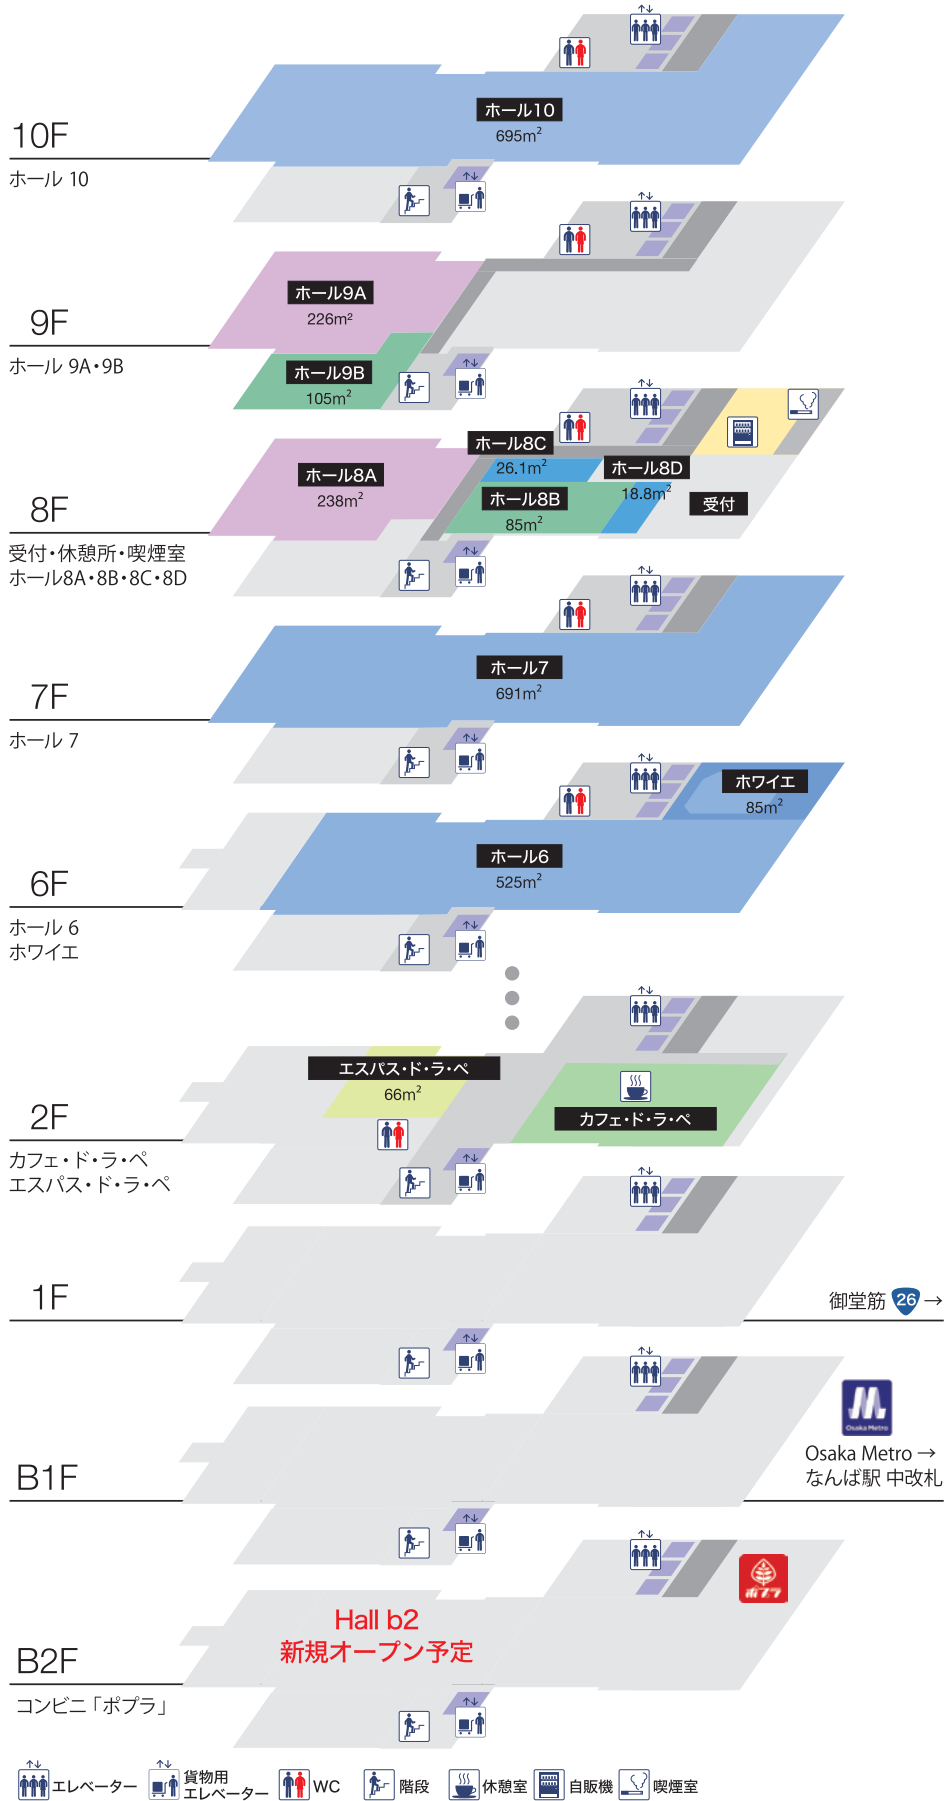 ホール10
695m²
10F
ホール 10
ホール9A
226m²
9F
ホール9B
ホール 9A・9B
105m²
ホール8C
26.1m²
ホール8D
ホール8A
238m²
18.8m²
ホール8B
受付
85m²
8F
受付・休憩所・喫煙室
ホール8A・8B・8C・8D
ホール7
691m²
7F
ホール 7
ホワイエ
85m²
ホール6
525m²
6F
ホール 6
ホワイエ
エスパス・ド・ラ・ペ
66m²
カフェ・ド・ラ・ペ
2F
カフェ・ド・ラ・ペ
エスパス・ド・ラ・ペ
1F
御堂筋 26 →
Osaka Metro
Osaka Metro →
なんば駅 中改札
B1F
ポプラ
Hall b2
新規オープン予定
B2F
コンビニ「ポプラ」
エレベーター
貨物用
エレベーター
WC
階段
休憩室
自販機
喫煙室